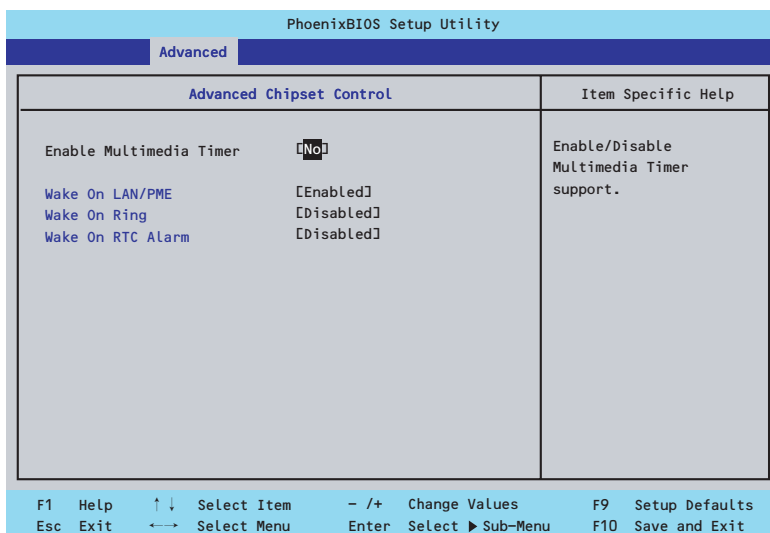 PhoenixBIOS Setup Utility
Advanced
Advanced Chipset Control
Item Specific Help
Enable Multimedia Timer [No]
Wake On LAN/PME [Enabled]
Wake On Ring [Disabled]
Wake On RTC Alarm [Disabled]
Enable/Disable
Multimedia Timer
support.
F1 Help ↑↓ Select Item - /+ Change Values F9 Setup Defaults
Esc Exit ←→ Select Menu Enter Select ▶ Sub-Menu F10 Save and Exit